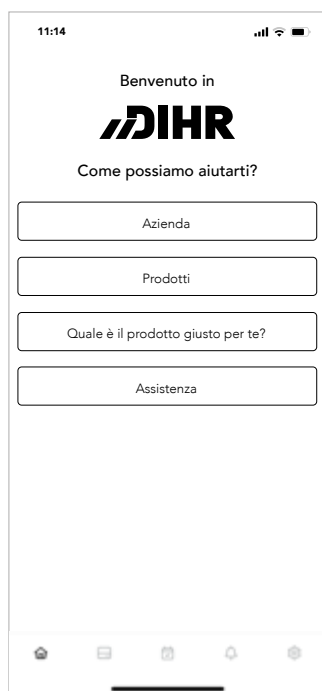 11:14
Benvenuto in
DIHR
Come possiamo aiutarti?
Azienda
Prodotti
Quale è il prodotto giusto per te?
Assistenza